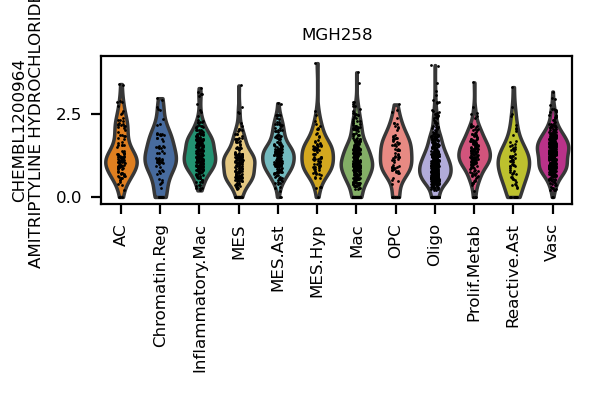 MGH258
CHEMBL1200964
AMITRIPTYLINE HYDROCHLORIDE
2.5
0.0
AC
Chromatin.Reg
Inflammatory.Mac
MES
MES.Ast
MES.Hyp
Mac
OPC
Oligo
Prolif.Metab
Reactive.Ast
Vasc